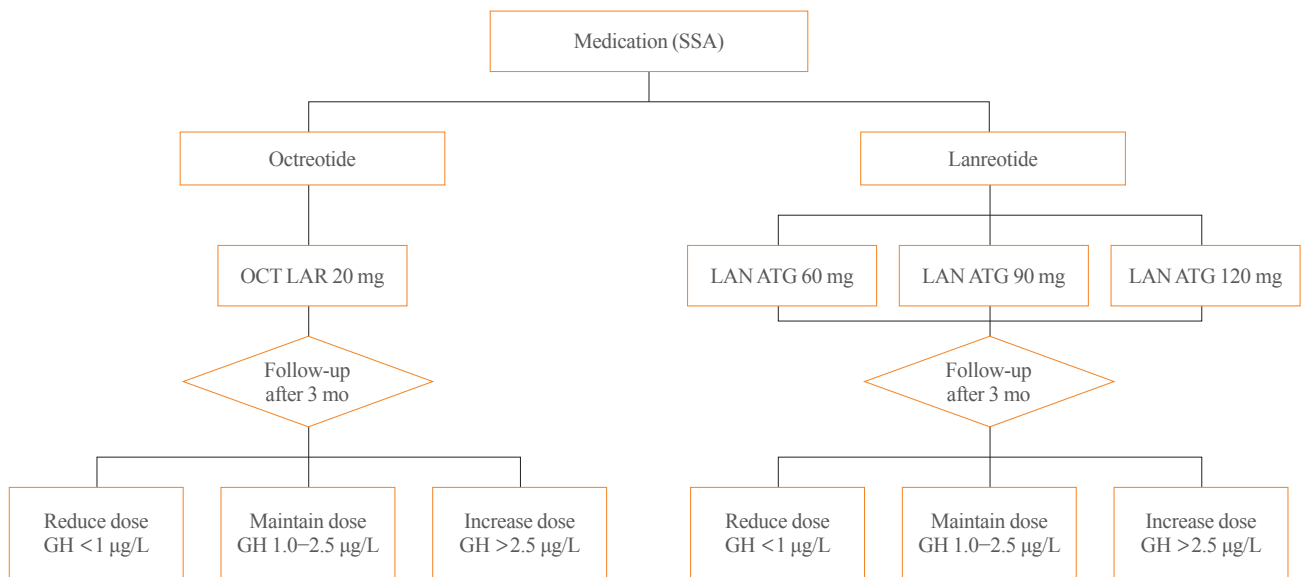 Medication (SSA)
Octreotide
Lanreotide
OCT LAR 20 mg
LAN ATG 60 mg
LAN ATG 90 mg
LAN ATG 120 mg
Follow-up
after 3 mo
Follow-up
after 3 mo
Reduce dose
GH <1 μg/L
Maintain dose
GH 1.0−2.5 μg/L
Increase dose
GH >2.5 μg/L
Reduce dose
GH <1 μg/L
Maintain dose
GH 1.0−2.5 μg/L
Increase dose
GH >2.5 μg/L